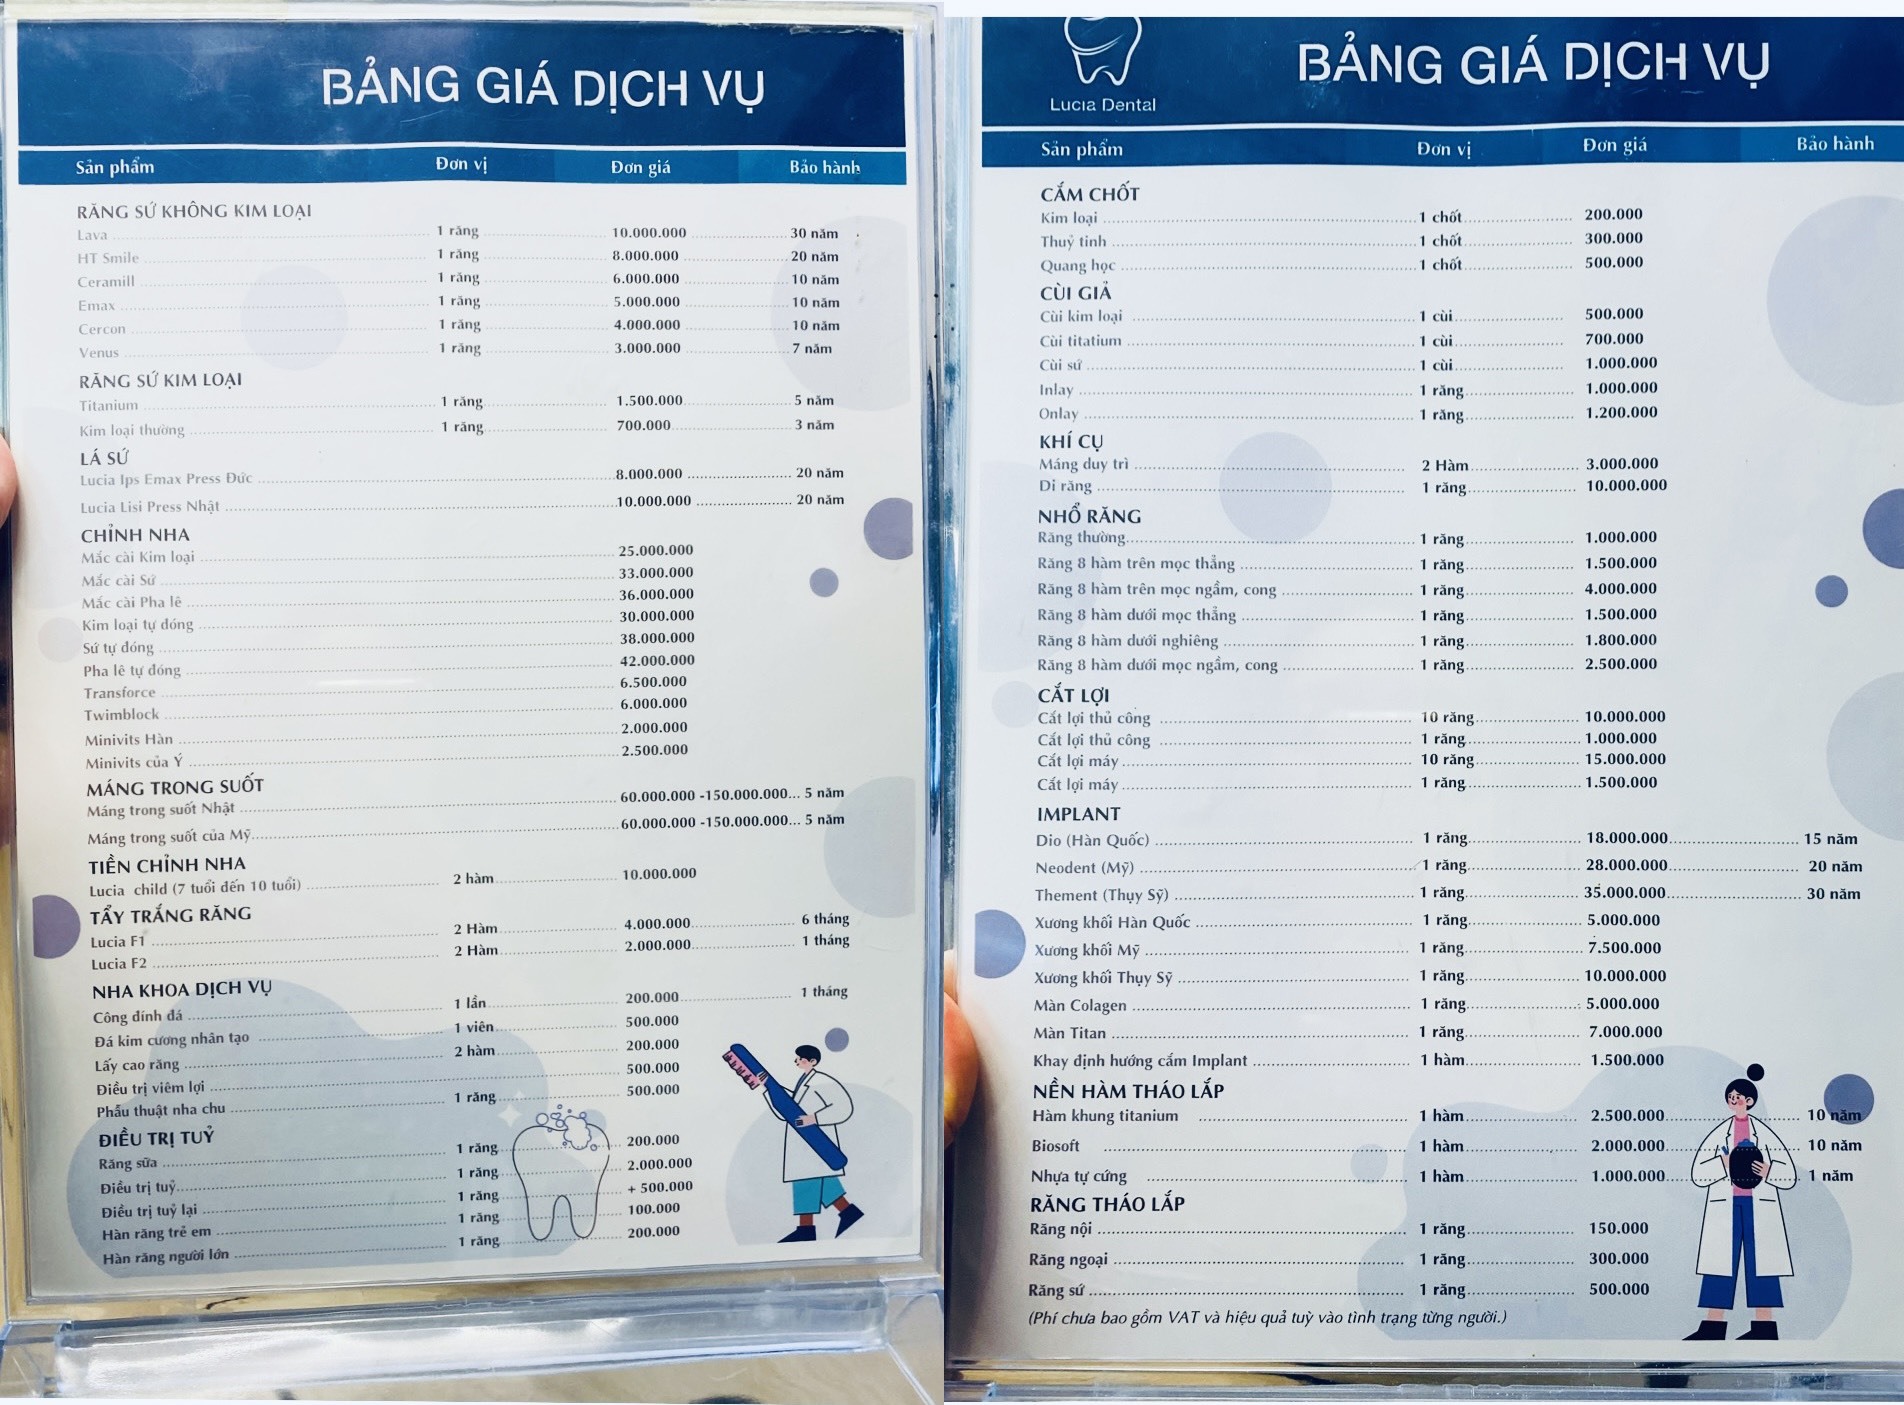 BẢNG GIÁ DỊCH VỤ
Sản phẩm Đơn vị Đơn giá Bảo hành
RĂNG SỨ KHÔNG KIM LOẠI
Lava 1 răng 10.000.000 30 năm
HT Smile 1 răng 8.000.000 20 năm
Ceramill 1 răng 6.000.000 10 năm
Emax 1 răng 5.000.000 10 năm
Cercon 1 răng 4.000.000 10 năm
Venus 1 răng 3.000.000 7 năm
RĂNG SỨ KIM LOẠI
Titanium 1 răng 1.500.000 5 năm
Kim loại thường 1 răng 700.000 3 năm
LÁ SỨ
Lucia Ips Emax Press Đức 8.000.000 20 năm
Lucia Lisi Press Nhật 10.000.000 20 năm
CHỈNH NHA
Mắc cài Kim loại 25.000.000
Mắc cài Sứ 33.000.000
Mắc cài Pha lê 36.000.000
Kim loại tự đóng 30.000.000
Sứ tự đóng 38.000.000
Pha lê tự đóng 42.000.000
Transforce 6.500.000
Twimblock 6.000.000
Minivits Hàn 2.000.000
Minivits của Ý 2.500.000
MÁNG TRONG SUỐT
Máng trong suốt Nhật 60.000.000 -150.000.000... 5 năm
Máng trong suốt của Mỹ 60.000.000 -150.000.000... 5 năm
TIỀN CHỈNH NHA
Lucia child (7 tuổi đến 10 tuổi) 2 hàm 10.000.000
TẨY TRẮNG RĂNG
Lucia F1 2 Hàm 4.000.000 6 tháng
Lucia F2 2 Hàm 2.000.000 1 tháng
NHA KHOA DỊCH VỤ
Công dính đá 1 lần 200.000 1 tháng
Đá kim cương nhân tạo 1 viên 500.000
Lấy cao răng 2 hàm 200.000
Điều trị viêm lợi 500.000
Phẫu thuật nha chu 1 răng 500.000
ĐIỀU TRỊ TUỶ
Răng sữa 1 răng 200.000
Điều trị tuỷ 1 răng 2.000.000
Điều trị tuỷ lại 1 răng + 500.000
Hàn răng trẻ em 1 răng 100.000
Hàn răng người lớn 1 răng 200.000
Lucia Dental
BẢNG GIÁ DỊCH VỤ
Sản phẩm Đơn vị Đơn giá Bảo hành
CẮM CHỐT
Kim loại 1 chốt 200.000
Thuỷ tinh 1 chốt 300.000
Quang học 1 chốt 500.000
CÙI GIẢ
Cùi kim loại 1 cùi 500.000
Cùi titatium 1 cùi 700.000
Cùi sứ 1 cùi 1.000.000
Inlay 1 răng 1.000.000
Onlay 1 răng 1.200.000
KHÍ CỤ
Máng duy trì 2 Hàm 3.000.000
Di răng 1 răng 10.000.000
NHỔ RĂNG
Răng thường 1 răng 1.000.000
Răng 8 hàm trên mọc thẳng 1 răng 1.500.000
Răng 8 hàm trên mọc ngầm, cong 1 răng 4.000.000
Răng 8 hàm dưới mọc thẳng 1 răng 1.500.000
Răng 8 hàm dưới nghiêng 1 răng 1.800.000
Răng 8 hàm dưới mọc ngầm, cong 1 răng 2.500.000
CẮT LỢI
Cắt lợi thủ công 10 răng 10.000.000
Cắt lợi thủ công 1 răng 1.000.000
Cắt lợi máy 10 răng 15.000.000
Cắt lợi máy 1 răng 1.500.000
IMPLANT
Dio (Hàn Quốc) 1 răng 18.000.000 15 năm
Neodent (Mỹ) 1 răng 28.000.000 20 năm
Thement (Thụy Sỹ) 1 răng 35.000.000 30 năm
Xương khối Hàn Quốc 1 răng 5.000.000
Xương khối Mỹ 1 răng 7.500.000
Xương khối Thụy Sỹ 1 răng 10.000.000
Màn Colagen 1 răng 5.000.000
Màn Titan 1 răng 7.000.000
Khay định hướng cắm Implant 1 hàm 1.500.000
NỀN HÀM THÁO LẮP
Hàm khung titanium 1 hàm 2.500.000 10 năm
Biosoft 1 hàm 2.000.000 10 năm
Nhựa tự cứng 1 hàm 1.000.000 1 năm
RĂNG THÁO LẮP
Răng nội 1 răng 150.000
Răng ngoại 1 răng 300.000
Răng sứ 1 răng 500.000
(Phí chưa bao gồm VAT và hiệu quả tuỳ vào tình trạng từng người.)